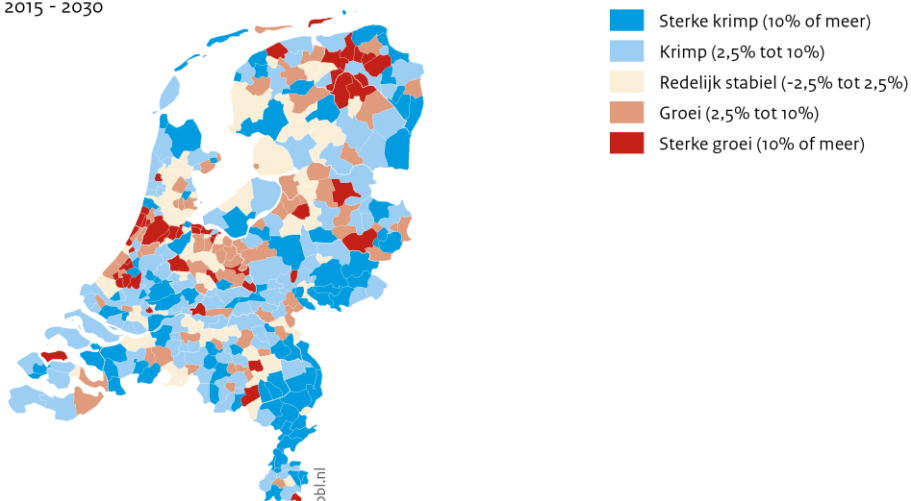 2015 - 2030
Sterke krimp (10% of meer)
Krimp (2,5% tot 10%)
Redelijk stabiel (-2,5% tot 2,5%)
Groei (2,5% tot 10%)
Sterke groei (10% of meer)
pbl.nl